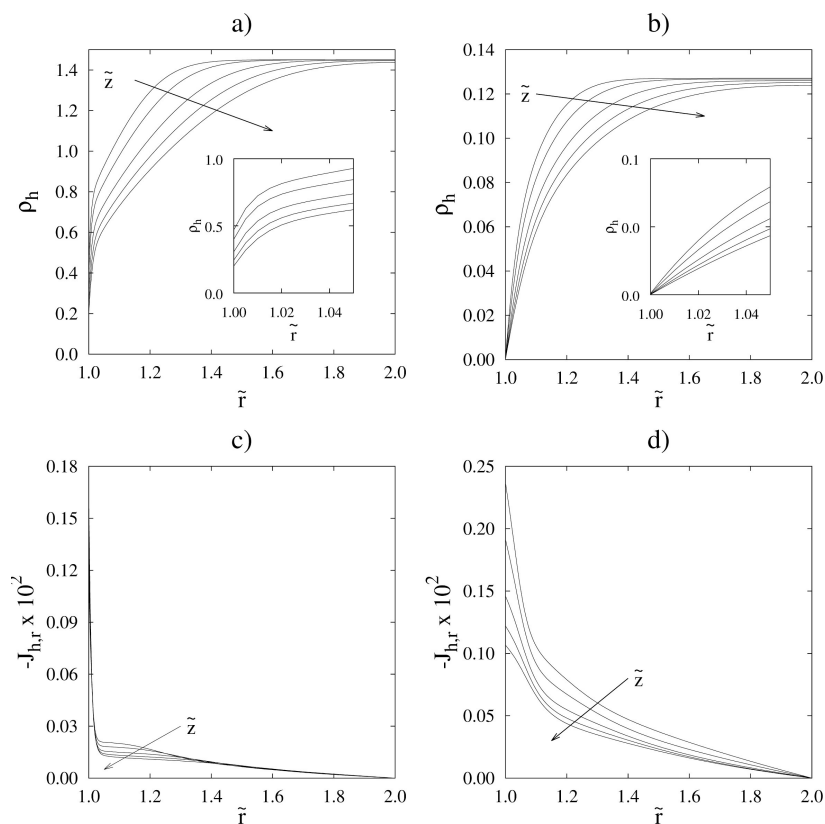 a)
1.4
1.2
1.0
0.8
0.6
0.4
0.2
0.0
ρh
z̃
1.0
0.5
0.0
ρh
1.00 1.02 1.04
r̃
1.0 1.2 1.4 1.6 1.8 2.0
r̃
b)
0.14
0.12
0.10
0.08
0.06
0.04
0.02
0.00
ρh
z̃
0.1
0.0
0.0
ρh
1.00 1.02 1.04
r̃
1.0 1.2 1.4 1.6 1.8 2.0
r̃
c)
0.18
0.15
0.12
0.09
0.06
0.03
0.00
-Jh,r x 10²
z̃
1.0 1.2 1.4 1.6 1.8 2.0
r̃
d)
0.25
0.20
0.15
0.10
0.05
0.00
-Jh,r x 10²
z̃
1.0 1.2 1.4 1.6 1.8 2.0
r̃